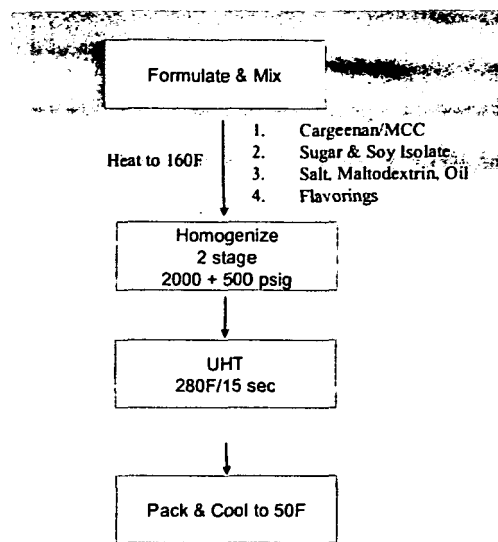 Formulate & Mix
Heat to 160F
1. Cargeenan/MCC
2. Sugar & Soy Isolate
3. Salt, Maltodextrin, Oil
4. Flavorings
Homogenize
2 stage
2000 + 500 psig
UHT
280F/15 sec
Pack & Cool to 50F